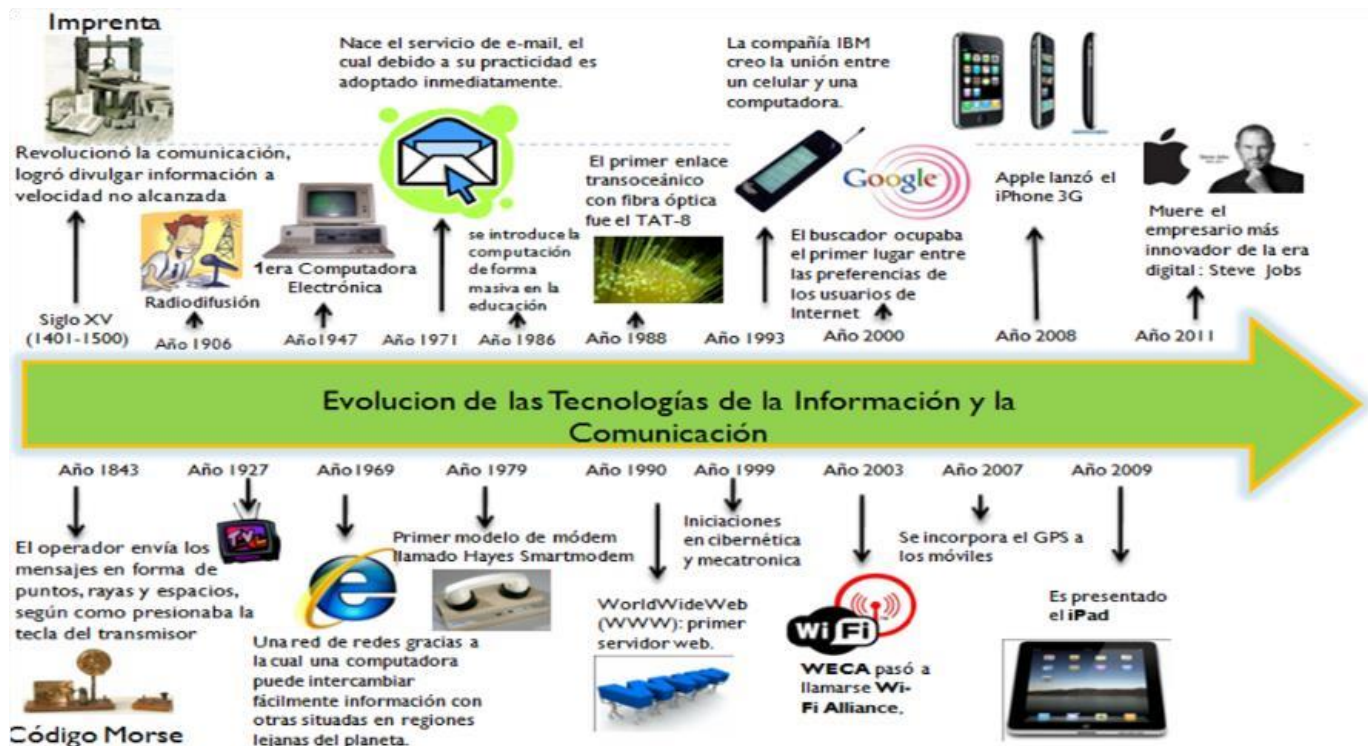 Imprenta
Revolucionó la comunicación,
logró divulgar información a
velocidad no alcanzada
Siglo XV
(1401-1500)
Radiodifusión
Año 1906
1era Computadora
Electrónica
Año1947
Nace el servicio de e-mail, el
cual debido a su practicidad es
adoptado inmediatamente.
Año 1971
se introduce la
computación
de forma
masiva en la
educación
Año 1986
El primer enlace
transoceánico
con fibra óptica
fue el TAT-8
Año 1988
La compañía IBM
creo la unión entre
un celular y una
computadora.
Año 1993
Google
El buscador ocupaba
el primer lugar entre
las preferencias de
los usuarios de
Internet
Año 2000
Apple lanzó el
iPhone 3G
Año 2008
Muere el
empresario más
innovador de la era
digital: Steve Jobs
Año 2011
Evolucion de las Tecnologías de la Información y la
Comunicación
Año 1843
El operador envía los
mensajes en forma de
puntos, rayas y espacios,
según como presionaba la
tecla del transmisor
Código Morse
Año 1927
TV
Año1969
Una red de redes gracias a
la cual una computadora
puede intercambiar
fácilmente información con
otras situadas en regiones
lejanas del planeta.
Año 1979
Primer modelo de módem
llamado Hayes Smartmodem
Año 1990
WorldWideWeb
(WWW): primer
servidor web.
Año 1999
Iniciaciones
en cibernética
y mecatronica
Año 2003
Wi Fi
WECA pasó a
llamarse Wi-
Fi Alliance.
Año 2007
Se incorpora el GPS a
los móviles
Año 2009
Es presentado
el iPad